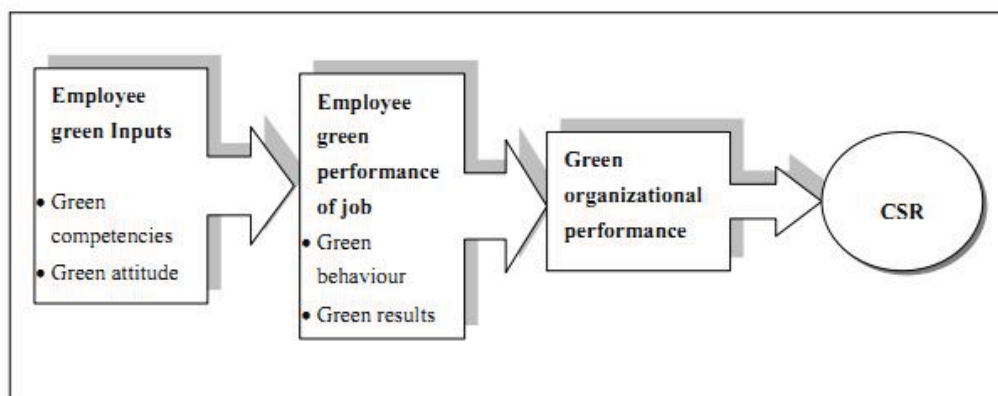 Employee
green Inputs
• Green
competencies
• Green attitude
Employee
green
performance
of job
• Green
behaviour
• Green results
Green
organizational
performance
CSR